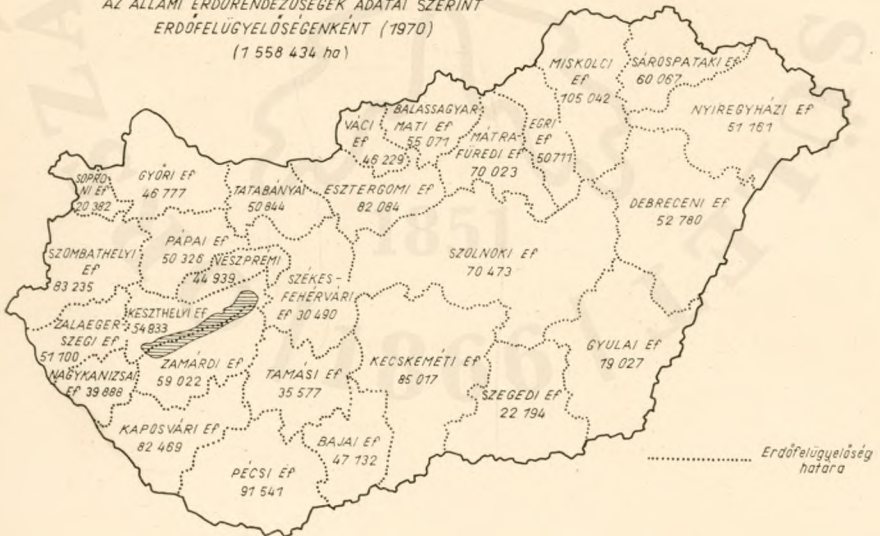 AZ ÁLLAMI ERDŐRENDEZŐSÉGEK ADATAI SZERINT
ERDŐFELÜGYELŐSÉGENKÉNT (1970)
(1 558 434 ha)
MISKOLCI
EF
105 042
SÁROSPATAKI EF
60 067
NYIREGYHÁZI EF
51 161
BALASSAGYAR
MATI EF
55 071
VÁCI
EF
46 229
MÁTRA-
FÜREDI EF
70 023
EGRI
EF
50711
SOPRO
NI EF
20 382
GYŐRI EF
46 777
TATABÁNYAI
50 844
ESZTERGOMI EF
82 084
DEBRECENI EF
52 780
SZOMBATHELYI
EF
83 235
PÁPAI EF
50 326
VESZPRÉMI
44 939
SZÉKES-
FEHÉRVÁRI
EF 30 490
SZOLNOKI EF
70 473
KESZTHELYI EF
54833
ZALAEGER-
SZEGI EF
51 100
NAGYKANIZSAI
EF 39 888
ZAMÁRDI EF
59 022
TAMÁSI EF
35 577
KECSKEMÉTI EF
85 017
GYULAI EF
19 027
SZEGEDI EF
22 194
KAPOSVÁRI EF
82 469
BAJAI EF
47 132
PÉCSI EF
91 541
Erdőfelügyelőség
határa